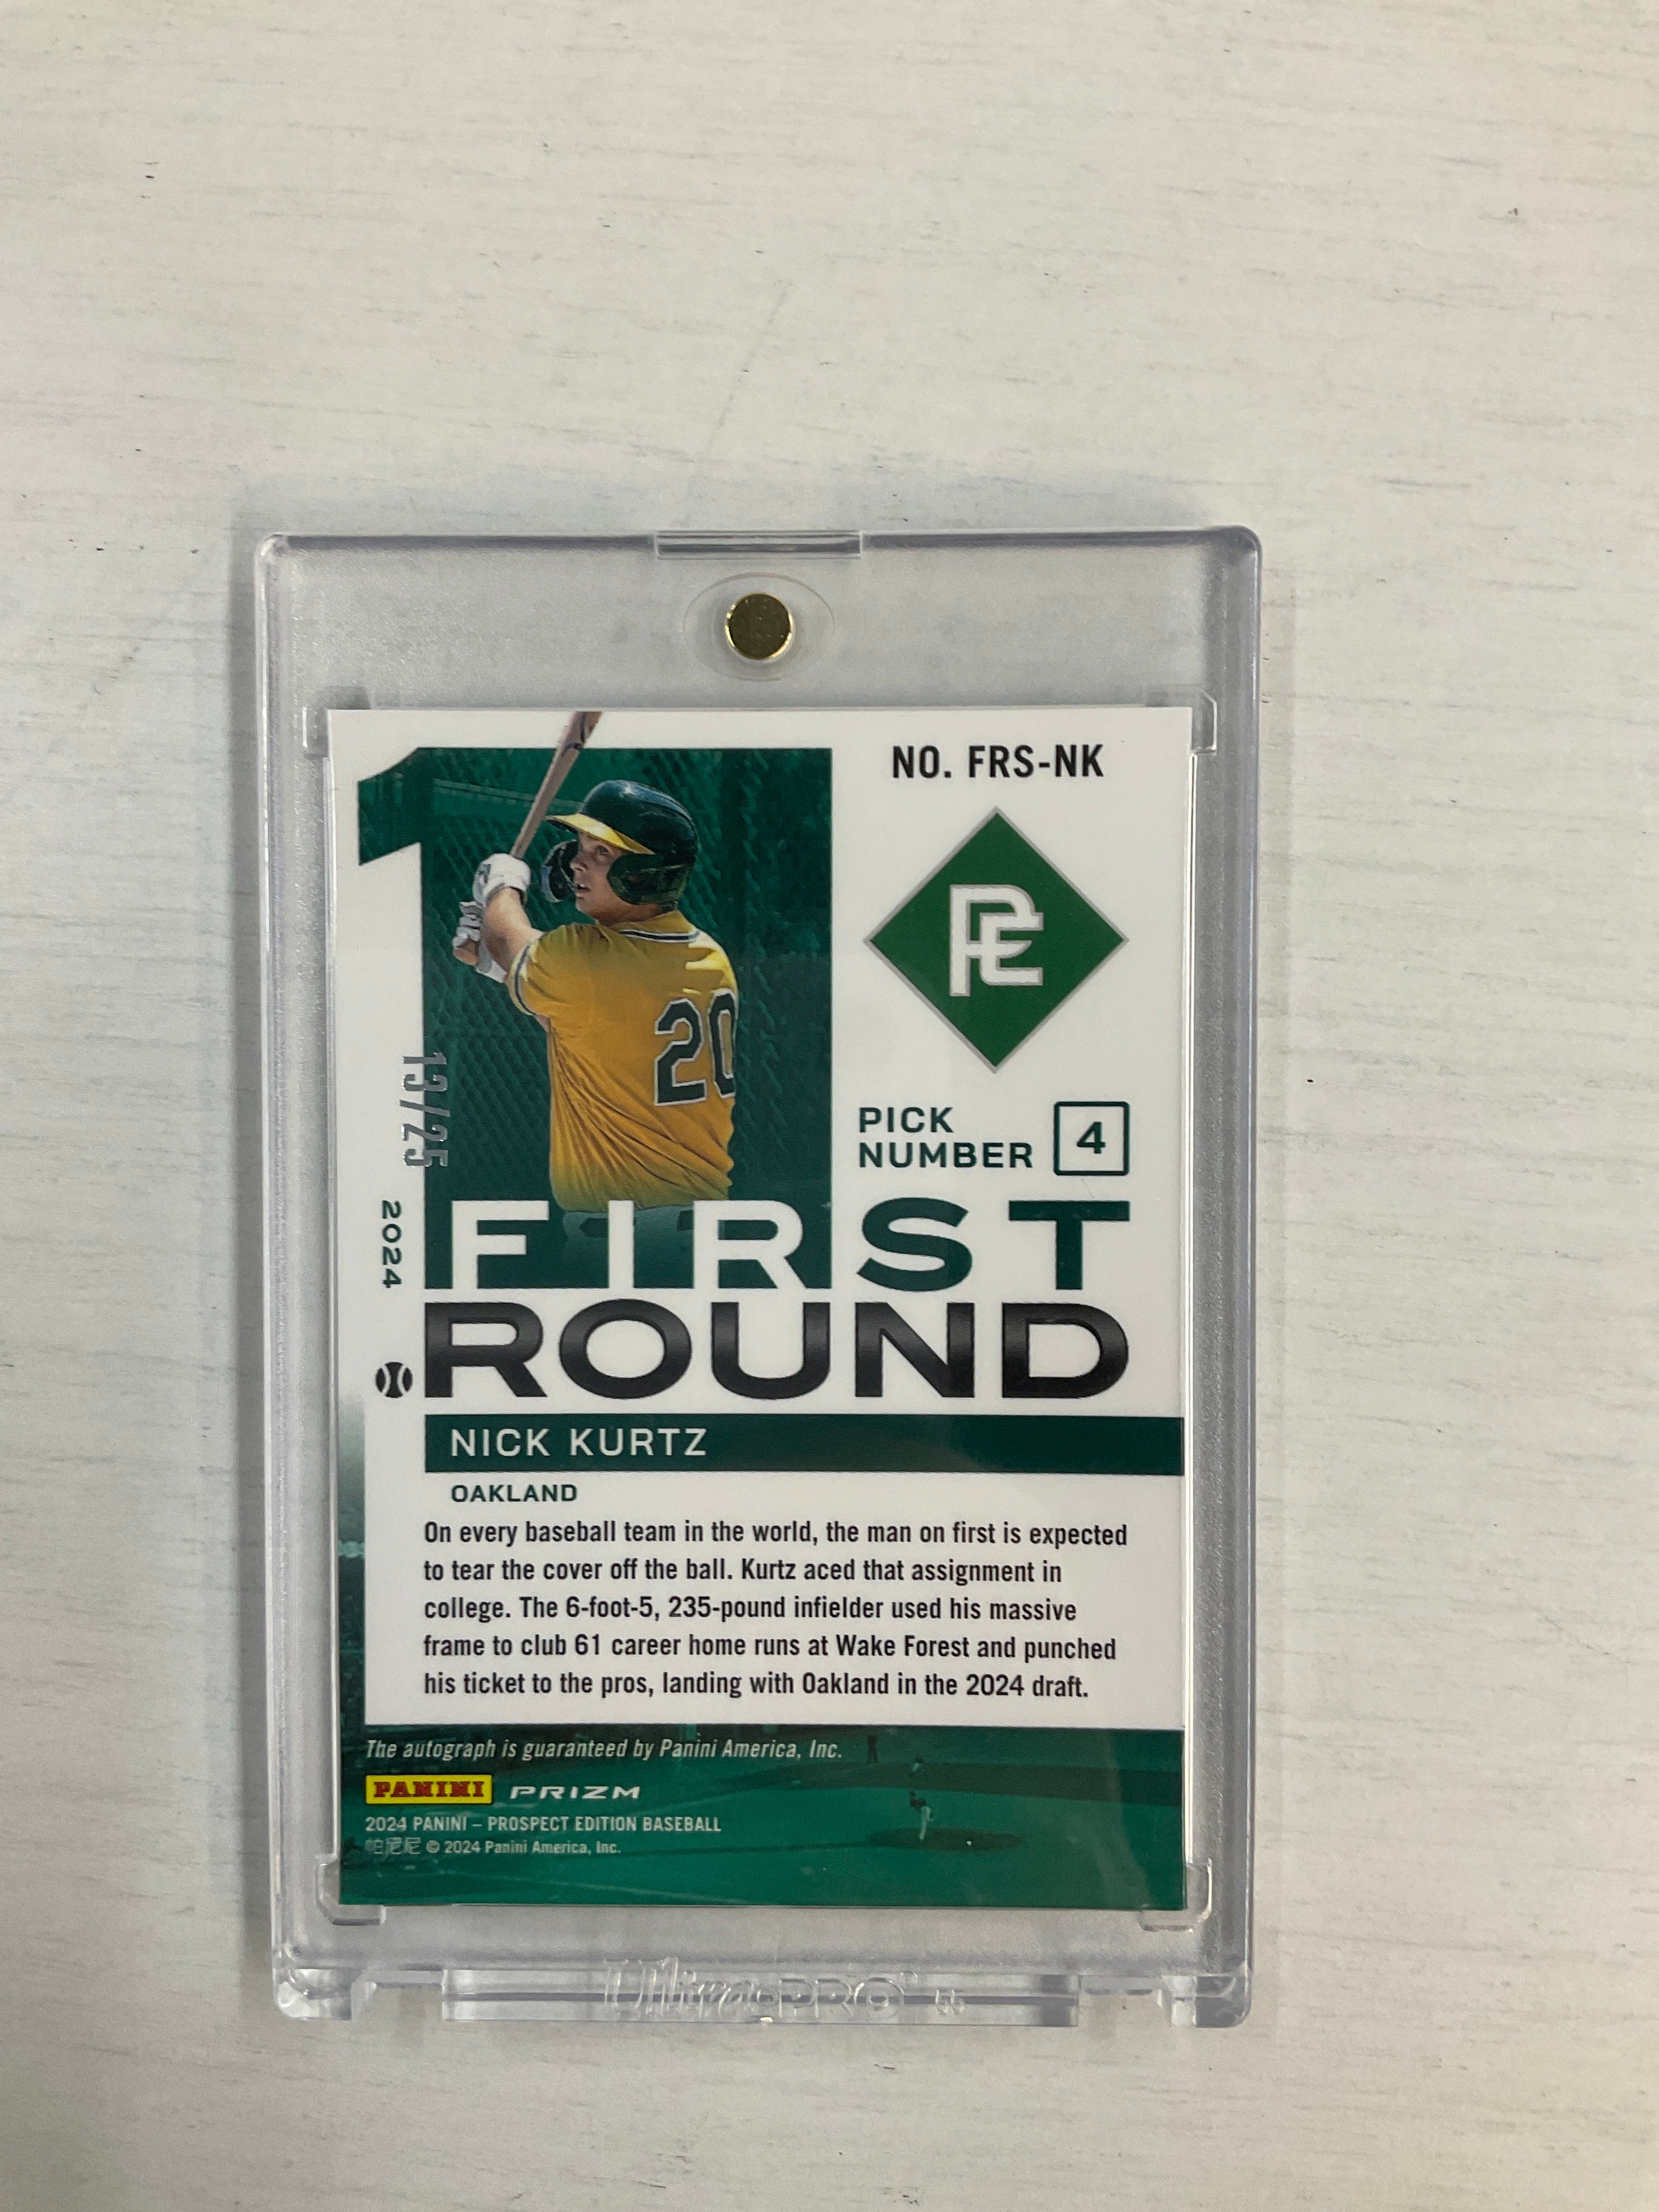 NO. FRS-NK
PE
20
PICK
NUMBER 4
13/25
2024
FIRST
ROUND
NICK KURTZ
OAKLAND
On every baseball team in the world, the man on first is expected
to tear the cover off the ball. Kurtz aced that assignment in
college. The 6-foot-5, 235-pound infielder used his massive
frame to club 61 career home runs at Wake Forest and punched
his ticket to the pros, landing with Oakland in the 2024 draft.
The autograph is guaranteed by Panini America, Inc.
PANINI PRIZM
2024 PANINI – PROSPECT EDITION BASEBALL
帕尼尼 © 2024 Panini America, Inc.
Ultra PRO